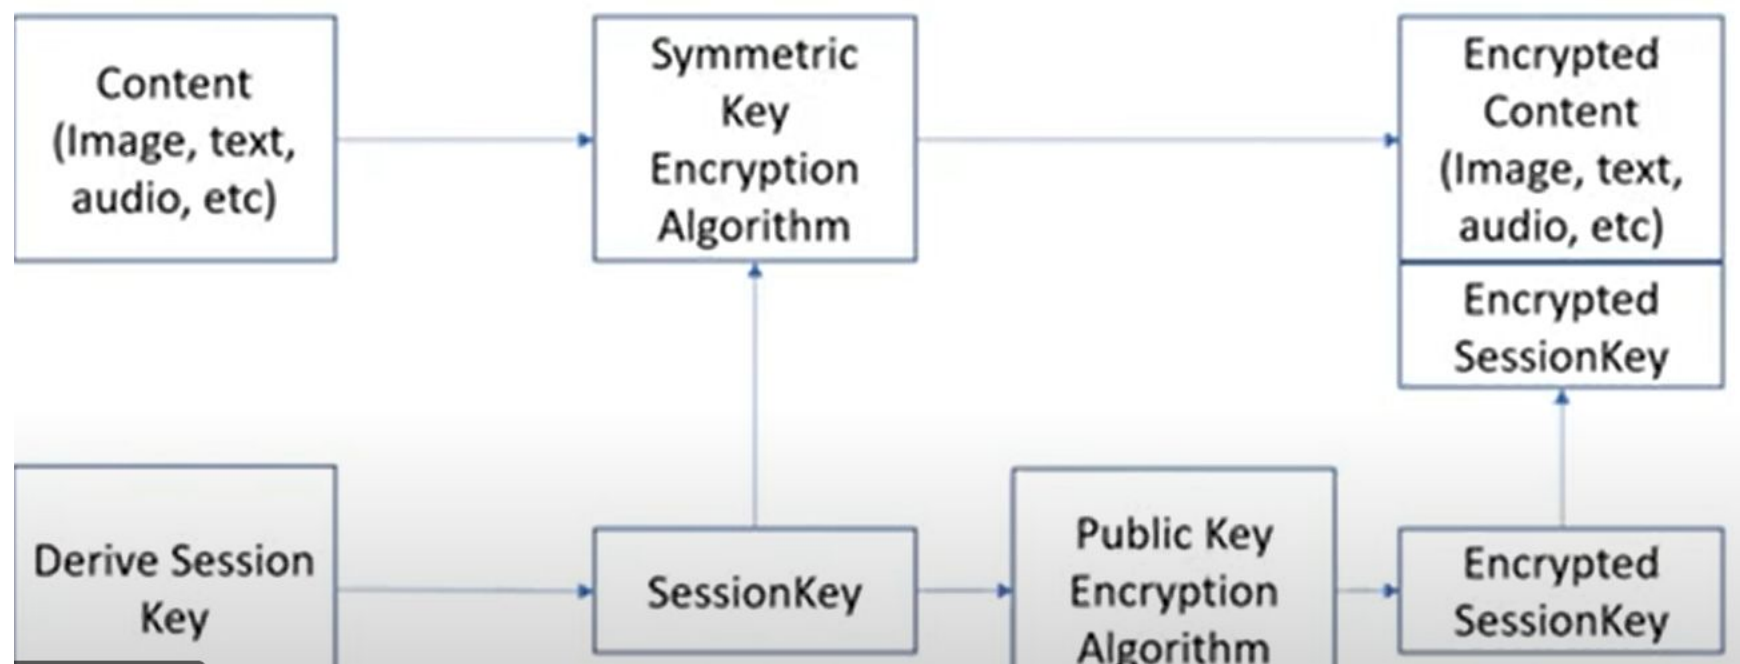 Content
(Image, text,
audio, etc)
Symmetric
Key
Encryption
Algorithm
Encrypted
Content
(Image, text,
audio, etc)
Encrypted
SessionKey
Derive Session
Key
SessionKey
Public Key
Encryption
Algorithm
Encrypted
SessionKey